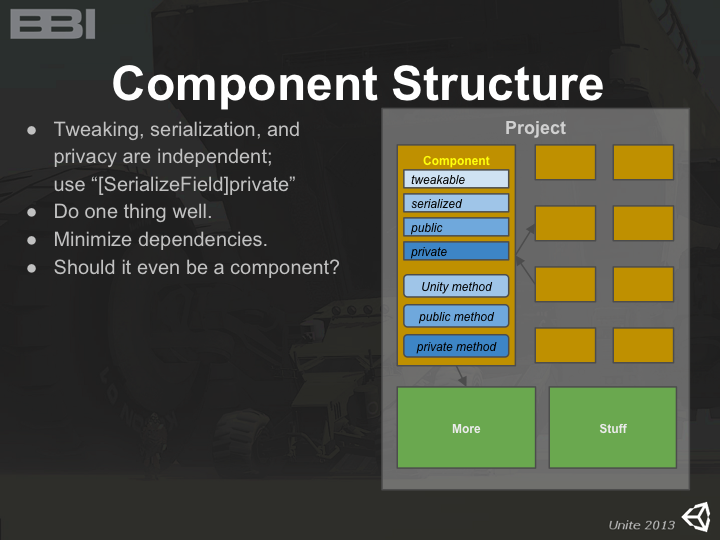 BBI
Component Structure
● Tweaking, serialization, and
privacy are independent;
use “[SerializeField]private”
● Do one thing well.
● Minimize dependencies.
● Should it even be a component?
Project
Component
tweakable
serialized
public
private
Unity method
public method
private method
More
Stuff
Unite 2013